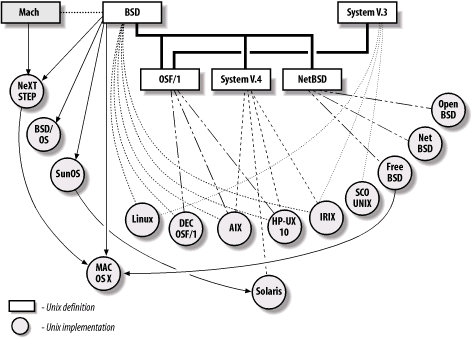 Mach
BSD
System V.3
OSF/1
System V.4
NetBSD
NeXT
STEP
Open
BSD
BSD/
OS
Net
BSD
SunOS
Free
BSD
Linux
DEC
OSF/1
AIX
HP-UX
10
IRIX
SCO
UNIX
MAC
OS X
Solaris
- Unix definition
- Unix implementation